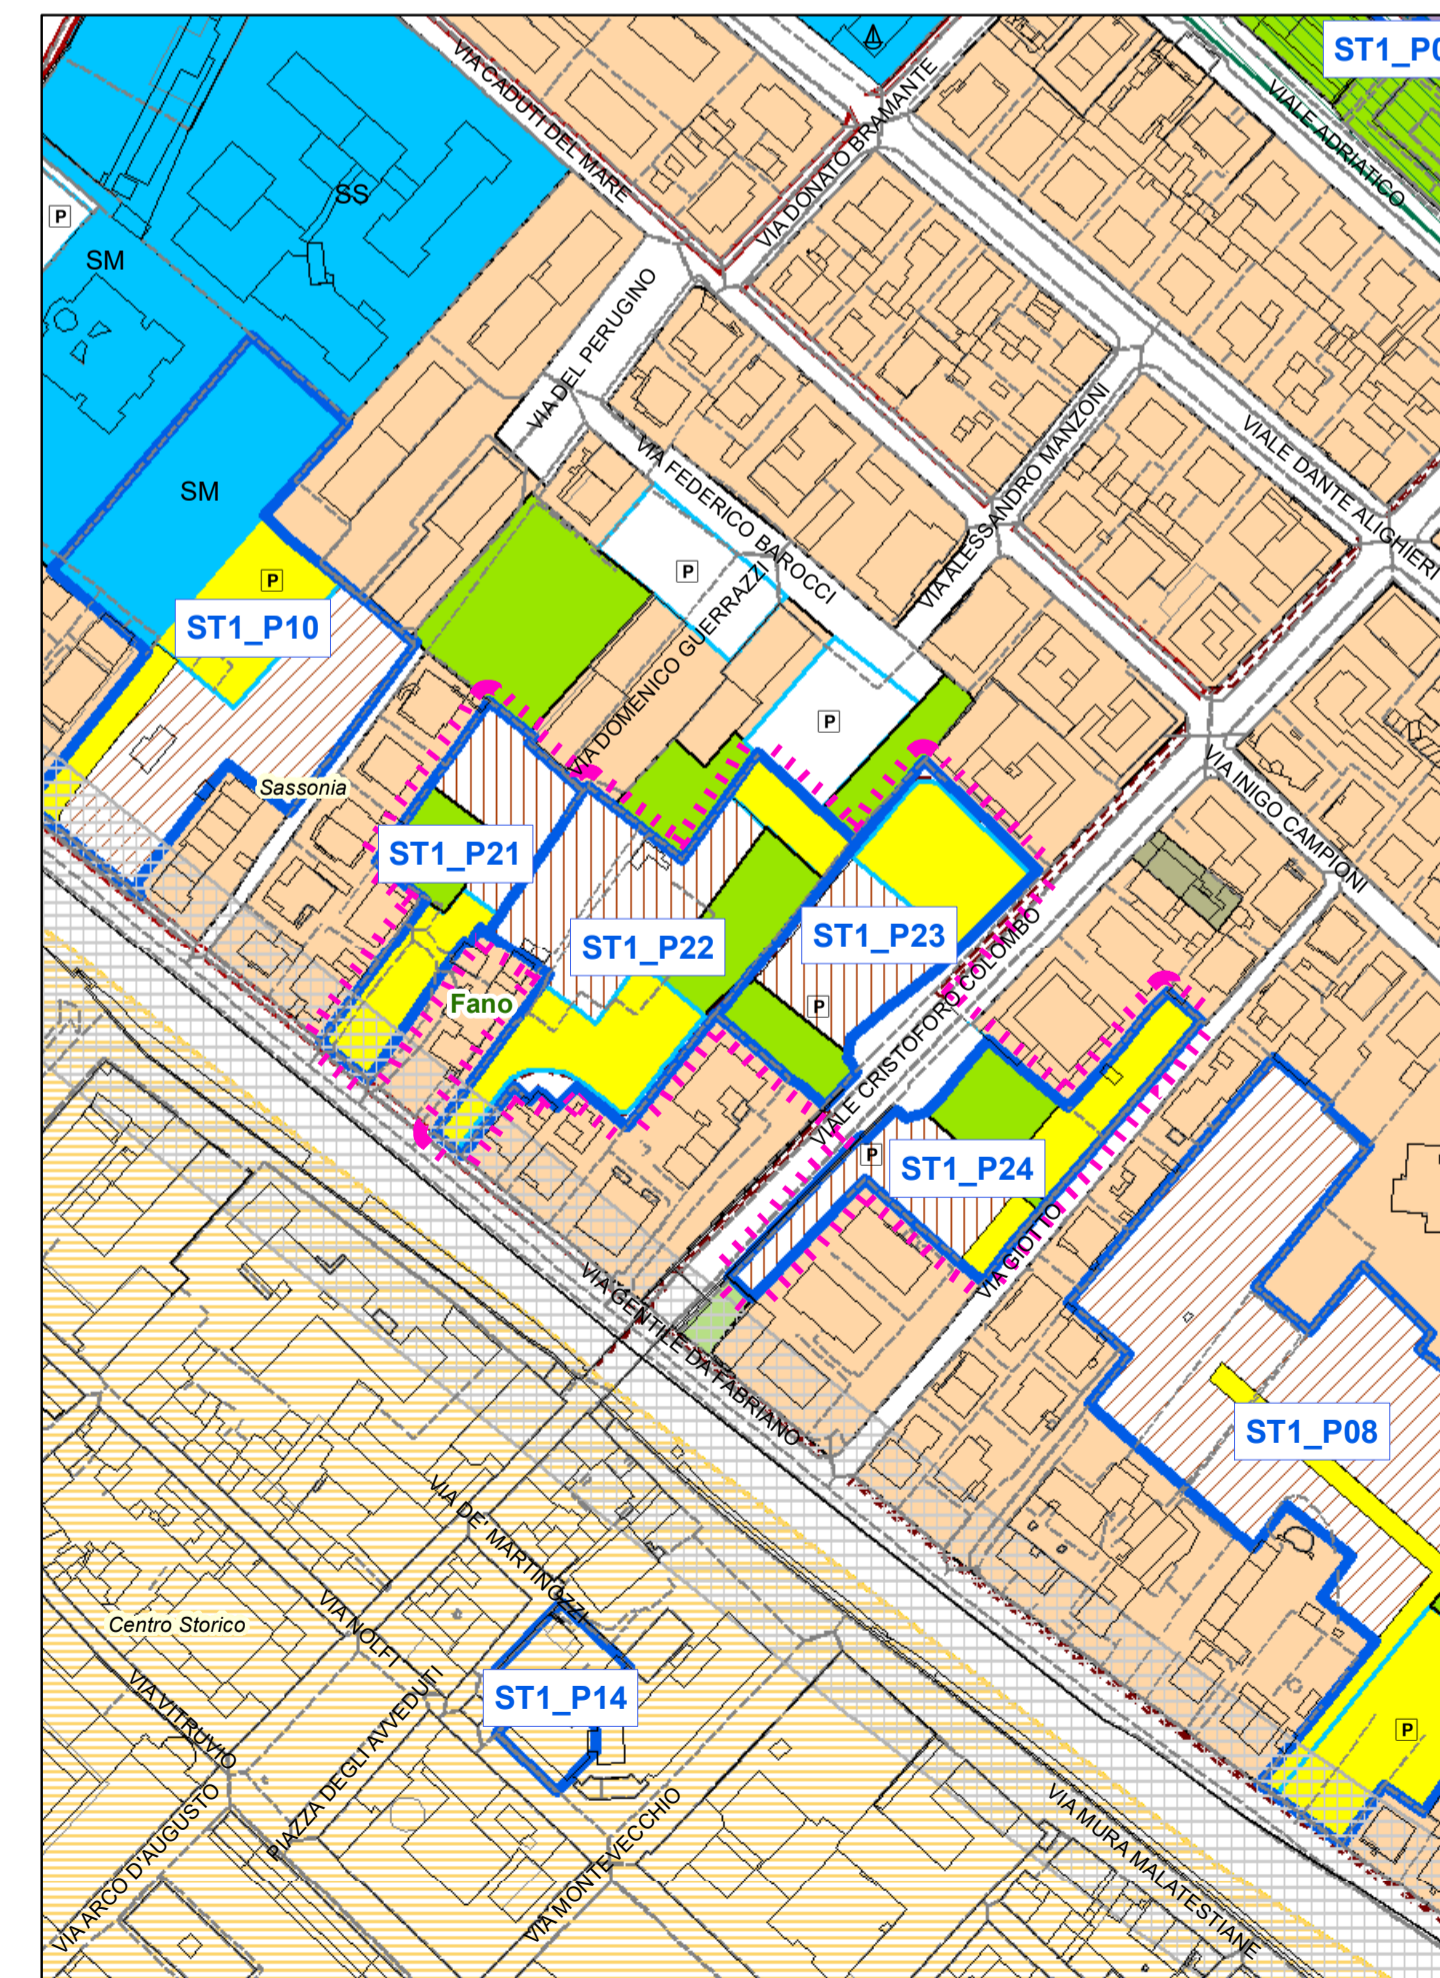 ST1_P0
VIA CADUTI DEL MARE
VIA DONATO BRAMANTE
VIALE ADRIATICO
SS
P
SM
VIA DEL PERUGINO
SM
VIA FEDERICO BAROCCI
VIA ALESSANDRO MANZONI
VIALE DANTE ALIGHIERI
P
P
ST1_P10
VIA DOMENICO GUERRAZZI
P
Sassonia
VIA INIGO CAMPIONI
ST1_P21
ST1_P22
ST1_P23
Fano
P
VIALE CRISTOFORO COLOMBO
P
ST1_P24
VIA GIOTTO
VIA GENTILE DA FABRIANO
ST1_P08
VIA DE' MARTINOZZI
Centro Storico
VIA NOLFI
VIA VITRUVIO
PIAZZA DEGLI AVVEDUTI
ST1_P14
P
VIA ARCO D'AUGUSTO
VIA MONTEVECCHIO
VIA MURA MALATESTIANE